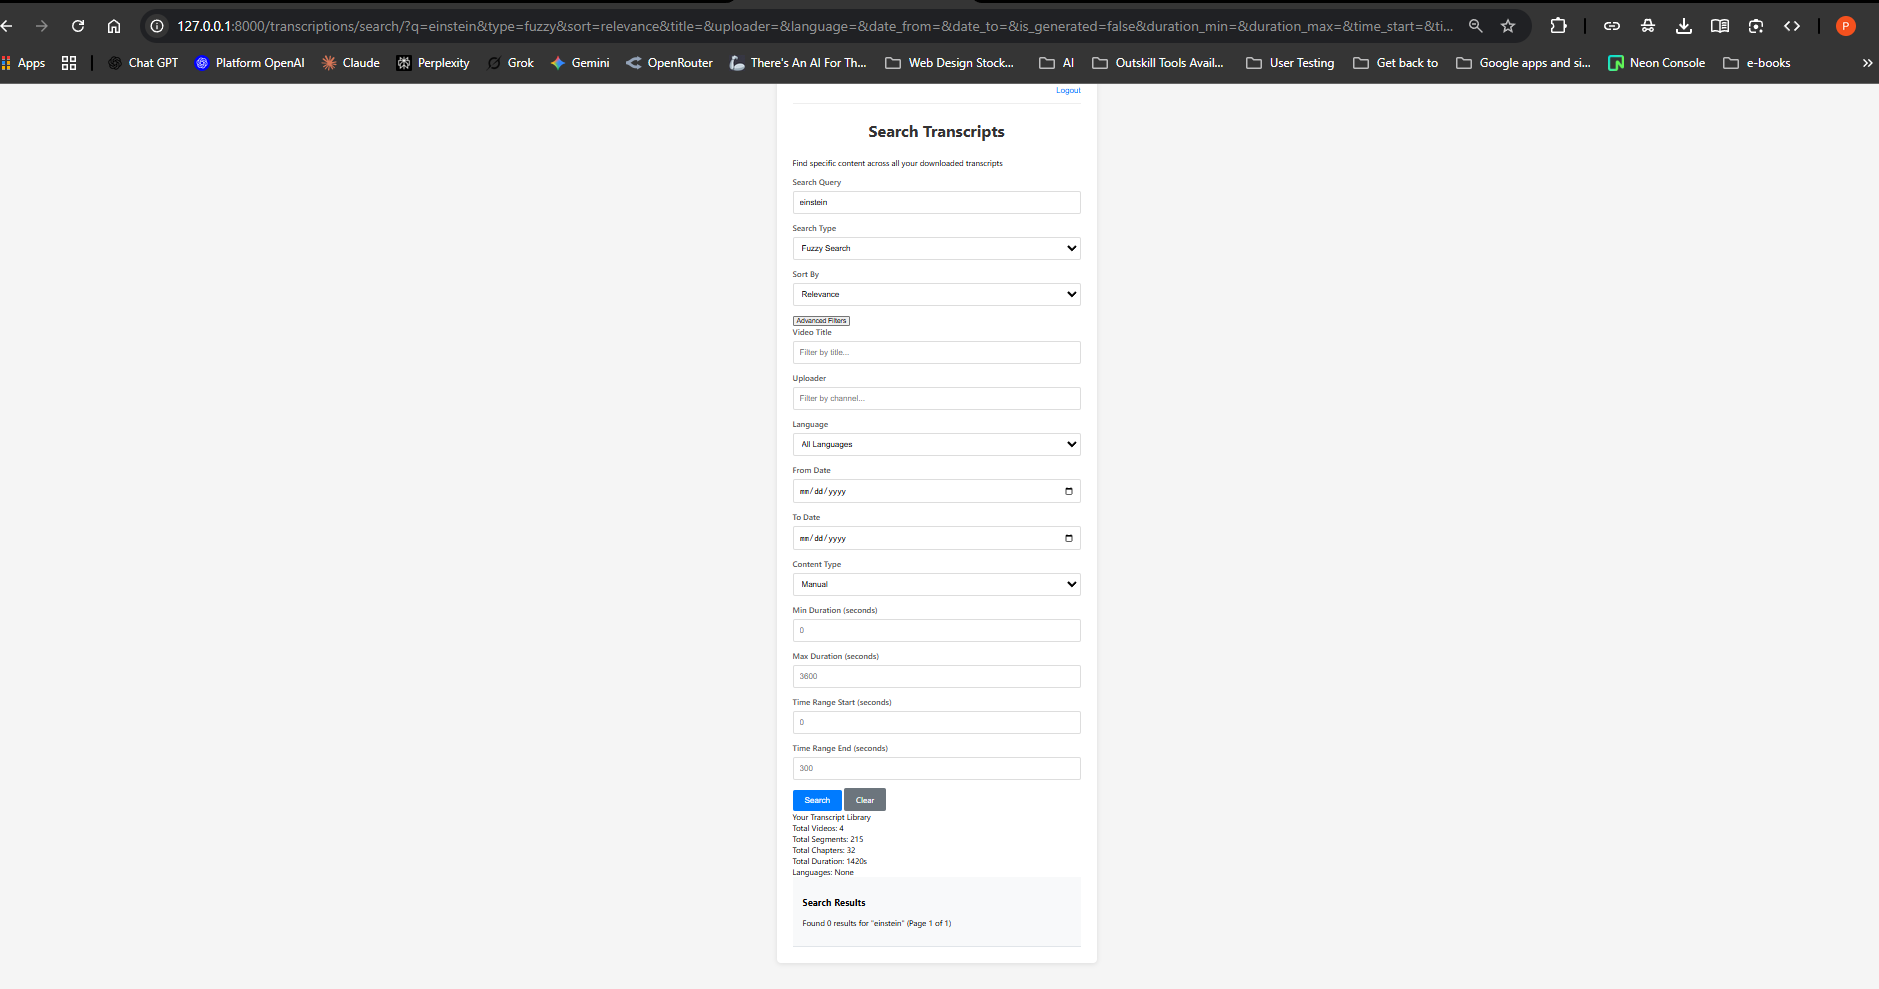 127.0.0.1:8000/transcriptions/search/?q=einstein&type=fuzzy&sort=relevance&title=&uploader=&language=&date_from=&date_to=&is_generated=false&duration_min=&duration_max=&time_start=&ti...
P
Apps Chat GPT Platform OpenAI Claude Perplexity Grok Gemini OpenRouter There's An AI For Th... Web Design Stock... AI Outskill Tools Avail... User Testing Get back to Google apps and si... Neon Console e-books »
Logout
Search Transcripts
Find specific content across all your downloaded transcripts
Search Query
einstein
Search Type
Fuzzy Search
Sort By
Relevance
Advanced Filters
Video Title
Filter by title...
Uploader
Filter by channel...
Language
All Languages
From Date
mm/dd/yyyy
To Date
mm/dd/yyyy
Content Type
Manual
Min Duration (seconds)
0
Max Duration (seconds)
3600
Time Range Start (seconds)
0
Time Range End (seconds)
300
Search Clear
Your Transcript Library
Total Videos: 4
Total Segments: 215
Total Chapters: 32
Total Duration: 1420s
Languages: None
Search Results
Found 0 results for "einstein" (Page 1 of 1)